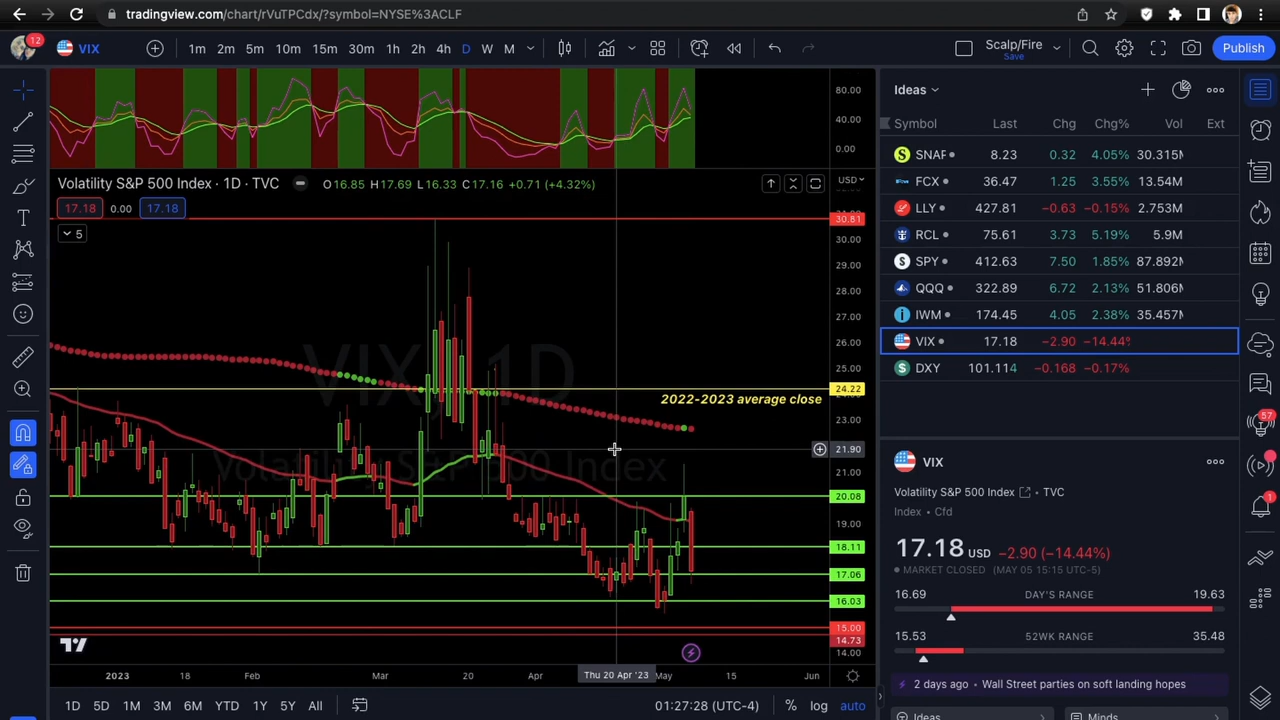 tradingview.com/chart/rVuTPCdx/?symbol=NYSE%3ACLF
12
VIX
1m 2m 5m 10m 15m 30m 1h 2h 4h D W M
Scalp/Fire
Save
Publish
80.00
40.00
0.00
Volatility S&P 500 Index · 1D · TVC
O16.85 H17.69 L16.33 C17.16 +0.71 (+4.32%)
USD
17.18 0.00 17.18
5
VIX, 1D
Volatility S&P 500 Index
2022-2023 average close
30.81
30.00
29.00
28.00
27.00
26.00
25.00
24.22
23.00
21.90
21.00
20.08
19.00
18.11
17.06
16.03
15.00
14.73
14.00
2023 18 Feb Mar 20 Apr Thu 20 Apr '23 May 15 Jun
1D 5D 1M 3M 6M YTD 1Y 5Y All
01:27:28 (UTC-4) % log auto
Ideas
Symbol Last Chg Chg% Vol Ext
SNAP 8.23 0.32 4.05% 30.315M
FCX 36.47 1.25 3.55% 13.54M
LLY 427.81 −0.63 −0.15% 2.753M
RCL 75.61 3.73 5.19% 5.9M
SPY 412.63 7.50 1.85% 87.892M
QQQ 322.89 6.72 2.13% 51.806M
IWM 174.45 4.05 2.38% 35.457M
VIX 17.18 −2.90 −14.44%
DXY 101.114 −0.168 −0.17%
VIX
Volatility S&P 500 Index · TVC
Index · Cfd
17.18 USD −2.90 (−14.44%)
MARKET CLOSED (MAY 05 15:15 UTC-5)
16.69 DAY'S RANGE 19.63
15.53 52WK RANGE 35.48
2 days ago · Wall Street parties on soft landing hopes
Ideas Minds
57
1